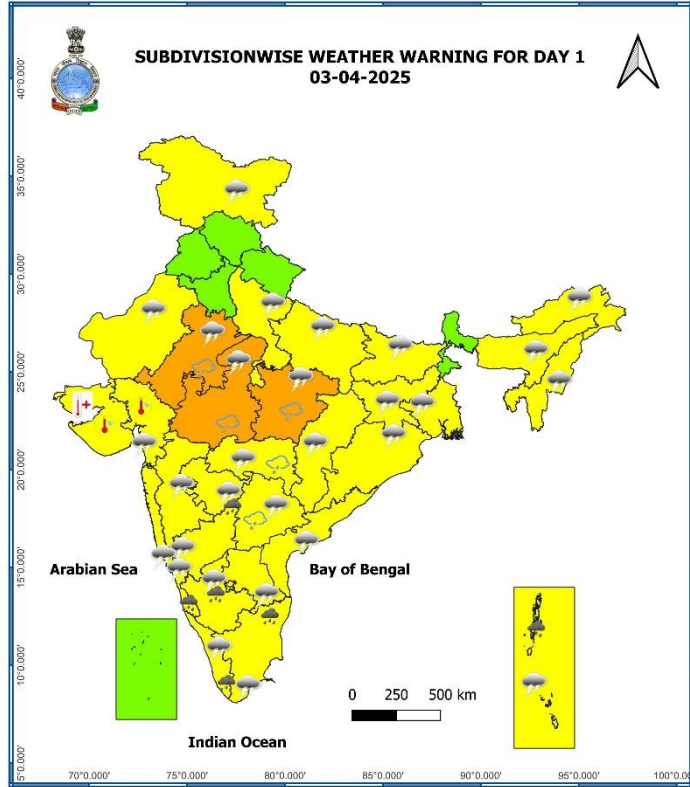 SUBDIVISIONWISE WEATHER WARNING FOR DAY 1
03-04-2025
40°0.000'
35°0.000'
30°0.000'
25°0.000'
20°0.000'
15°0.000'
10°0.000'
5°0.000'
Arabian Sea
Bay of Bengal
0 250 500 km
Indian Ocean
70°0.000' 75°0.000' 80°0.000' 85°0.000' 90°0.000' 95°0.000' 100°0.0